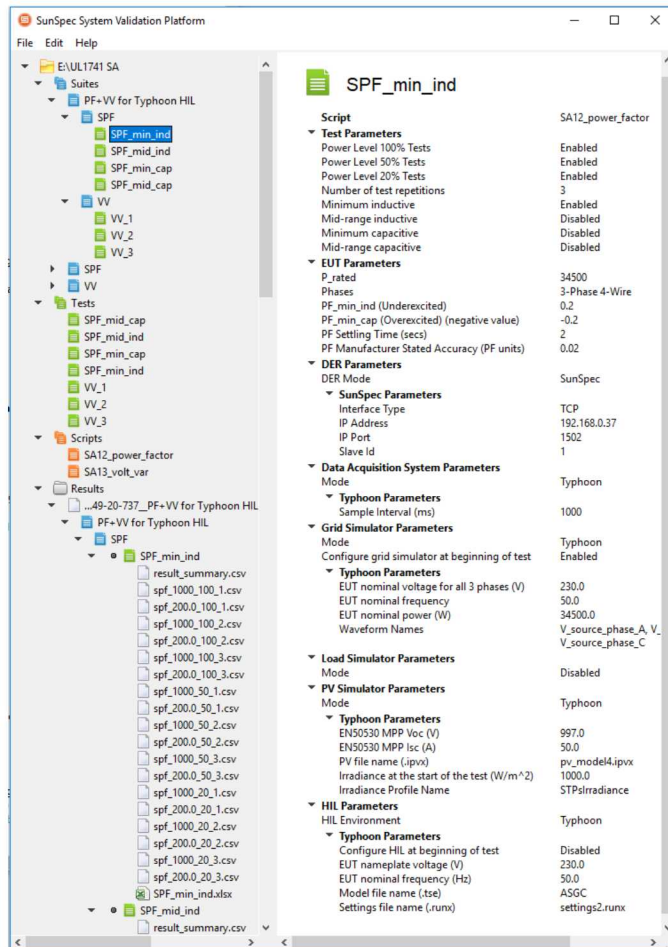 SunSpec System Validation Platform
File Edit Help
E:\UL1741 SA
Suites
PF+VV for Typhoon HIL
SPF
SPF_min_ind
SPF_mid_ind
SPF_min_cap
SPF_mid_cap
VV
VV_1
VV_2
VV_3
SPF
VV
Tests
SPF_mid_cap
SPF_mid_ind
SPF_min_cap
SPF_min_ind
VV_1
VV_2
VV_3
Scripts
SA12_power_factor
SA13_volt_var
Results
...49-20-737__PF+VV for Typhoon HIL
PF+VV for Typhoon HIL
SPF
SPF_min_ind
result_summary.csv
spf_1000_100_1.csv
spf_200.0_100_1.csv
spf_1000_100_2.csv
spf_200.0_100_2.csv
spf_1000_100_3.csv
spf_200.0_100_3.csv
spf_1000_50_1.csv
spf_200.0_50_1.csv
spf_1000_50_2.csv
spf_200.0_50_2.csv
spf_1000_50_3.csv
spf_200.0_50_3.csv
spf_1000_20_1.csv
spf_200.0_20_1.csv
spf_1000_20_2.csv
spf_200.0_20_2.csv
spf_1000_20_3.csv
spf_200.0_20_3.csv
SPF_min_ind.xlsx
SPF_mid_ind
result_summary.csv
SPF_min_ind
Script SA12_power_factor
Test Parameters
Power Level 100% Tests Enabled
Power Level 50% Tests Enabled
Power Level 20% Tests Enabled
Number of test repetitions 3
Minimum inductive Enabled
Mid-range inductive Disabled
Minimum capacitive Disabled
Mid-range capacitive Disabled
EUT Parameters
P_rated 34500
Phases 3-Phase 4-Wire
PF_min_ind (Underexcited) 0.2
PF_min_cap (Overexcited) (negative value) -0.2
PF Settling Time (secs) 2
PF Manufacturer Stated Accuracy (PF units) 0.02
DER Parameters
DER Mode SunSpec
SunSpec Parameters
Interface Type TCP
IP Address 192.168.0.37
IP Port 1502
Slave Id 1
Data Acquisition System Parameters
Mode Typhoon
Typhoon Parameters
Sample Interval (ms) 1000
Grid Simulator Parameters
Mode Typhoon
Configure grid simulator at beginning of test Enabled
Typhoon Parameters
EUT nominal voltage for all 3 phases (V) 230.0
EUT nominal frequency 50.0
EUT nominal power (W) 34500.0
Waveform Names V_source_phase_A, V_
V_source_phase_C
Load Simulator Parameters
Mode Disabled
PV Simulator Parameters
Mode Typhoon
Typhoon Parameters
EN50530 MPP Voc (V) 997.0
EN50530 MPP Isc (A) 50.0
PV file name (.ipvx) pv_model4.ipvx
Irradiance at the start of the test (W/m^2) 1000.0
Irradiance Profile Name STPsIrradiance
HIL Parameters
HIL Environment Typhoon
Typhoon Parameters
Configure HIL at beginning of test Disabled
EUT nameplate voltage (V) 230.0
EUT nominal frequency (Hz) 50.0
Model file name (.tse) ASGC
Settings file name (.runx) settings2.runx